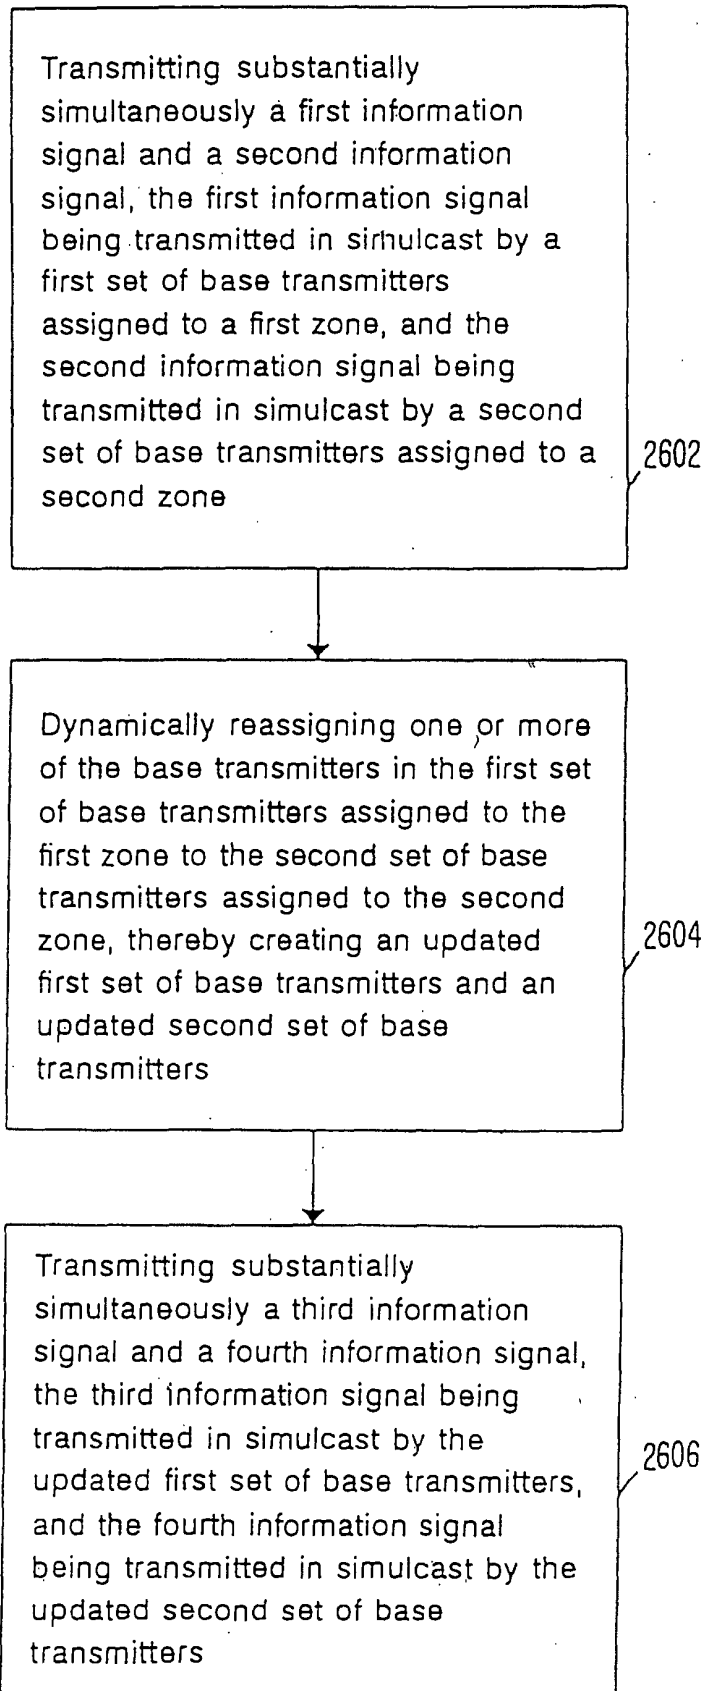 Transmitting substantially
simultaneously a first information
signal and a second information
signal, the first information signal
being transmitted in simulcast by a
first set of base transmitters
assigned to a first zone, and the
second information signal being
transmitted in simulcast by a second
set of base transmitters assigned to a
second zone
2602
Dynamically reassigning one or more
of the base transmitters in the first set
of base transmitters assigned to the
first zone to the second set of base
transmitters assigned to the second
zone, thereby creating an updated
first set of base transmitters and an
updated second set of base
transmitters
2604
Transmitting substantially
simultaneously a third information
signal and a fourth information signal,
the third information signal being
transmitted in simulcast by the
updated first set of base transmitters,
and the fourth information signal
being transmitted in simulcast by the
updated second set of base
transmitters
2606